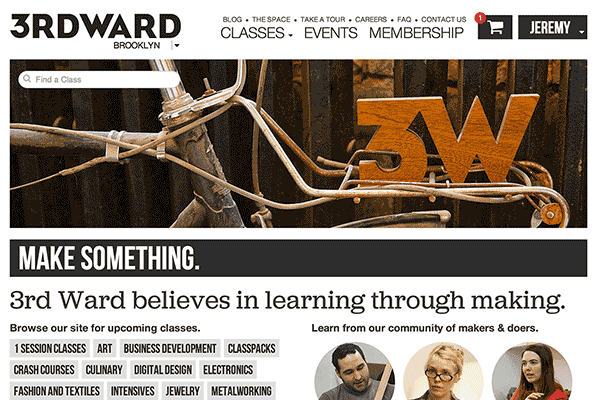 3RDWARD
BROOKLYN
BLOG • THE SPACE • TAKE A TOUR • CAREERS • FAQ • CONTACT US
CLASSES EVENTS MEMBERSHIP
1
JEREMY
Find a Class
3W
MAKE SOMETHING.
3rd Ward believes in learning through making.
Browse our site for upcoming classes.
1 SESSION CLASSES ART BUSINESS DEVELOPMENT CLASSPACKS
CRASH COURSES CULINARY DIGITAL DESIGN ELECTRONICS
FASHION AND TEXTILES INTENSIVES JEWELRY METALWORKING
Learn from our community of makers & doers.